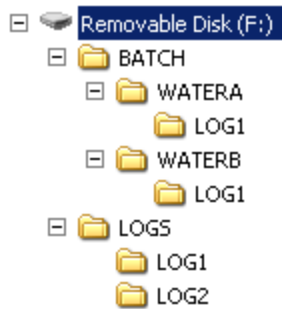 Removable Disk (F:)
BATCH
WATERA
LOG1
WATERB
LOG1
LOGS
LOG1
LOG2